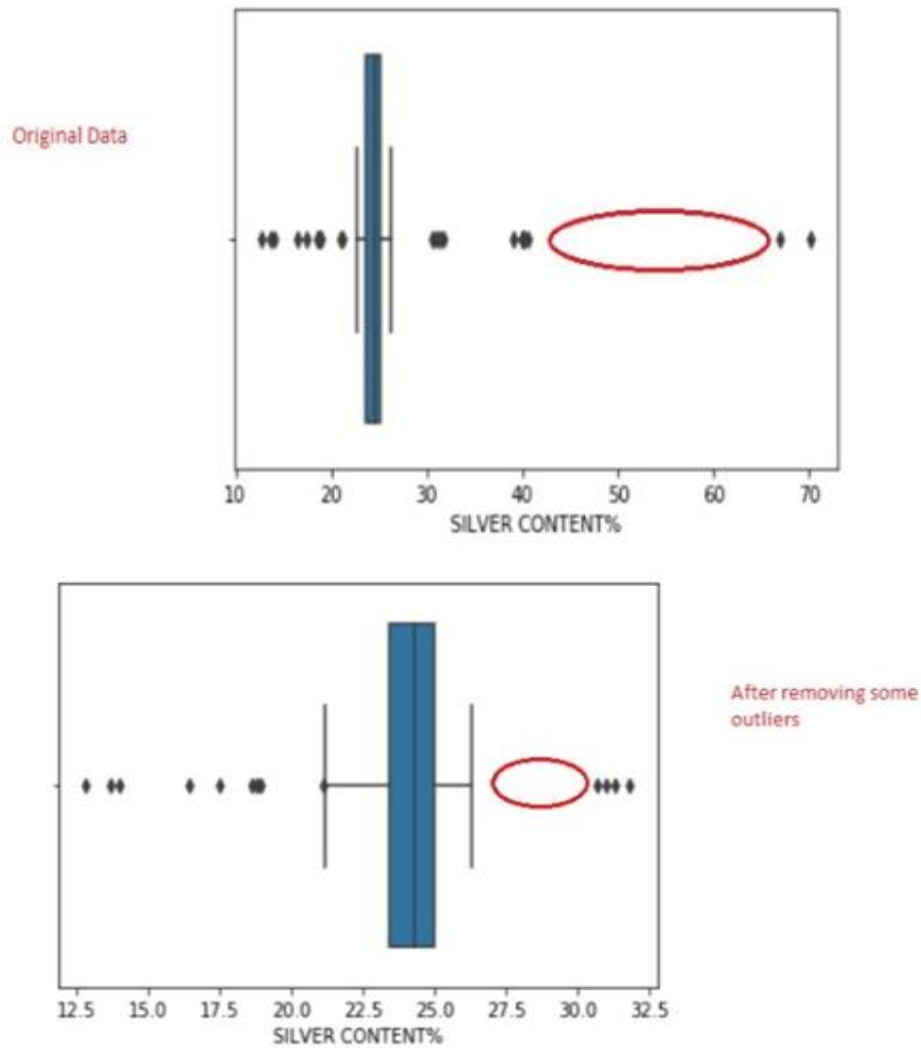 Original Data
10 20 30 40 50 60 70
SILVER CONTENT%
After removing some
outliers
12.5 15.0 17.5 20.0 22.5 25.0 27.5 30.0 32.5
SILVER CONTENT%